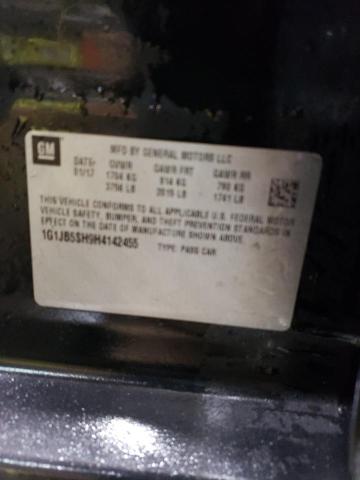 GM
MFD BY GENERAL MOTORS LLC
DATE GVWR GAWR FRT GAWR RR
01/17 1704 KG 914 KG 790 KG
3756 LB 2015 LB 1741 LB
THIS VEHICLE CONFORMS TO ALL APPLICABLE U.S. FEDERAL MOTOR
VEHICLE SAFETY, BUMPER, AND THEFT PREVENTION STANDARDS IN
EFFECT ON THE DATE OF MANUFACTURE SHOWN ABOVE.
1G1JB5SH9H4142455 TYPE: PASS CAR